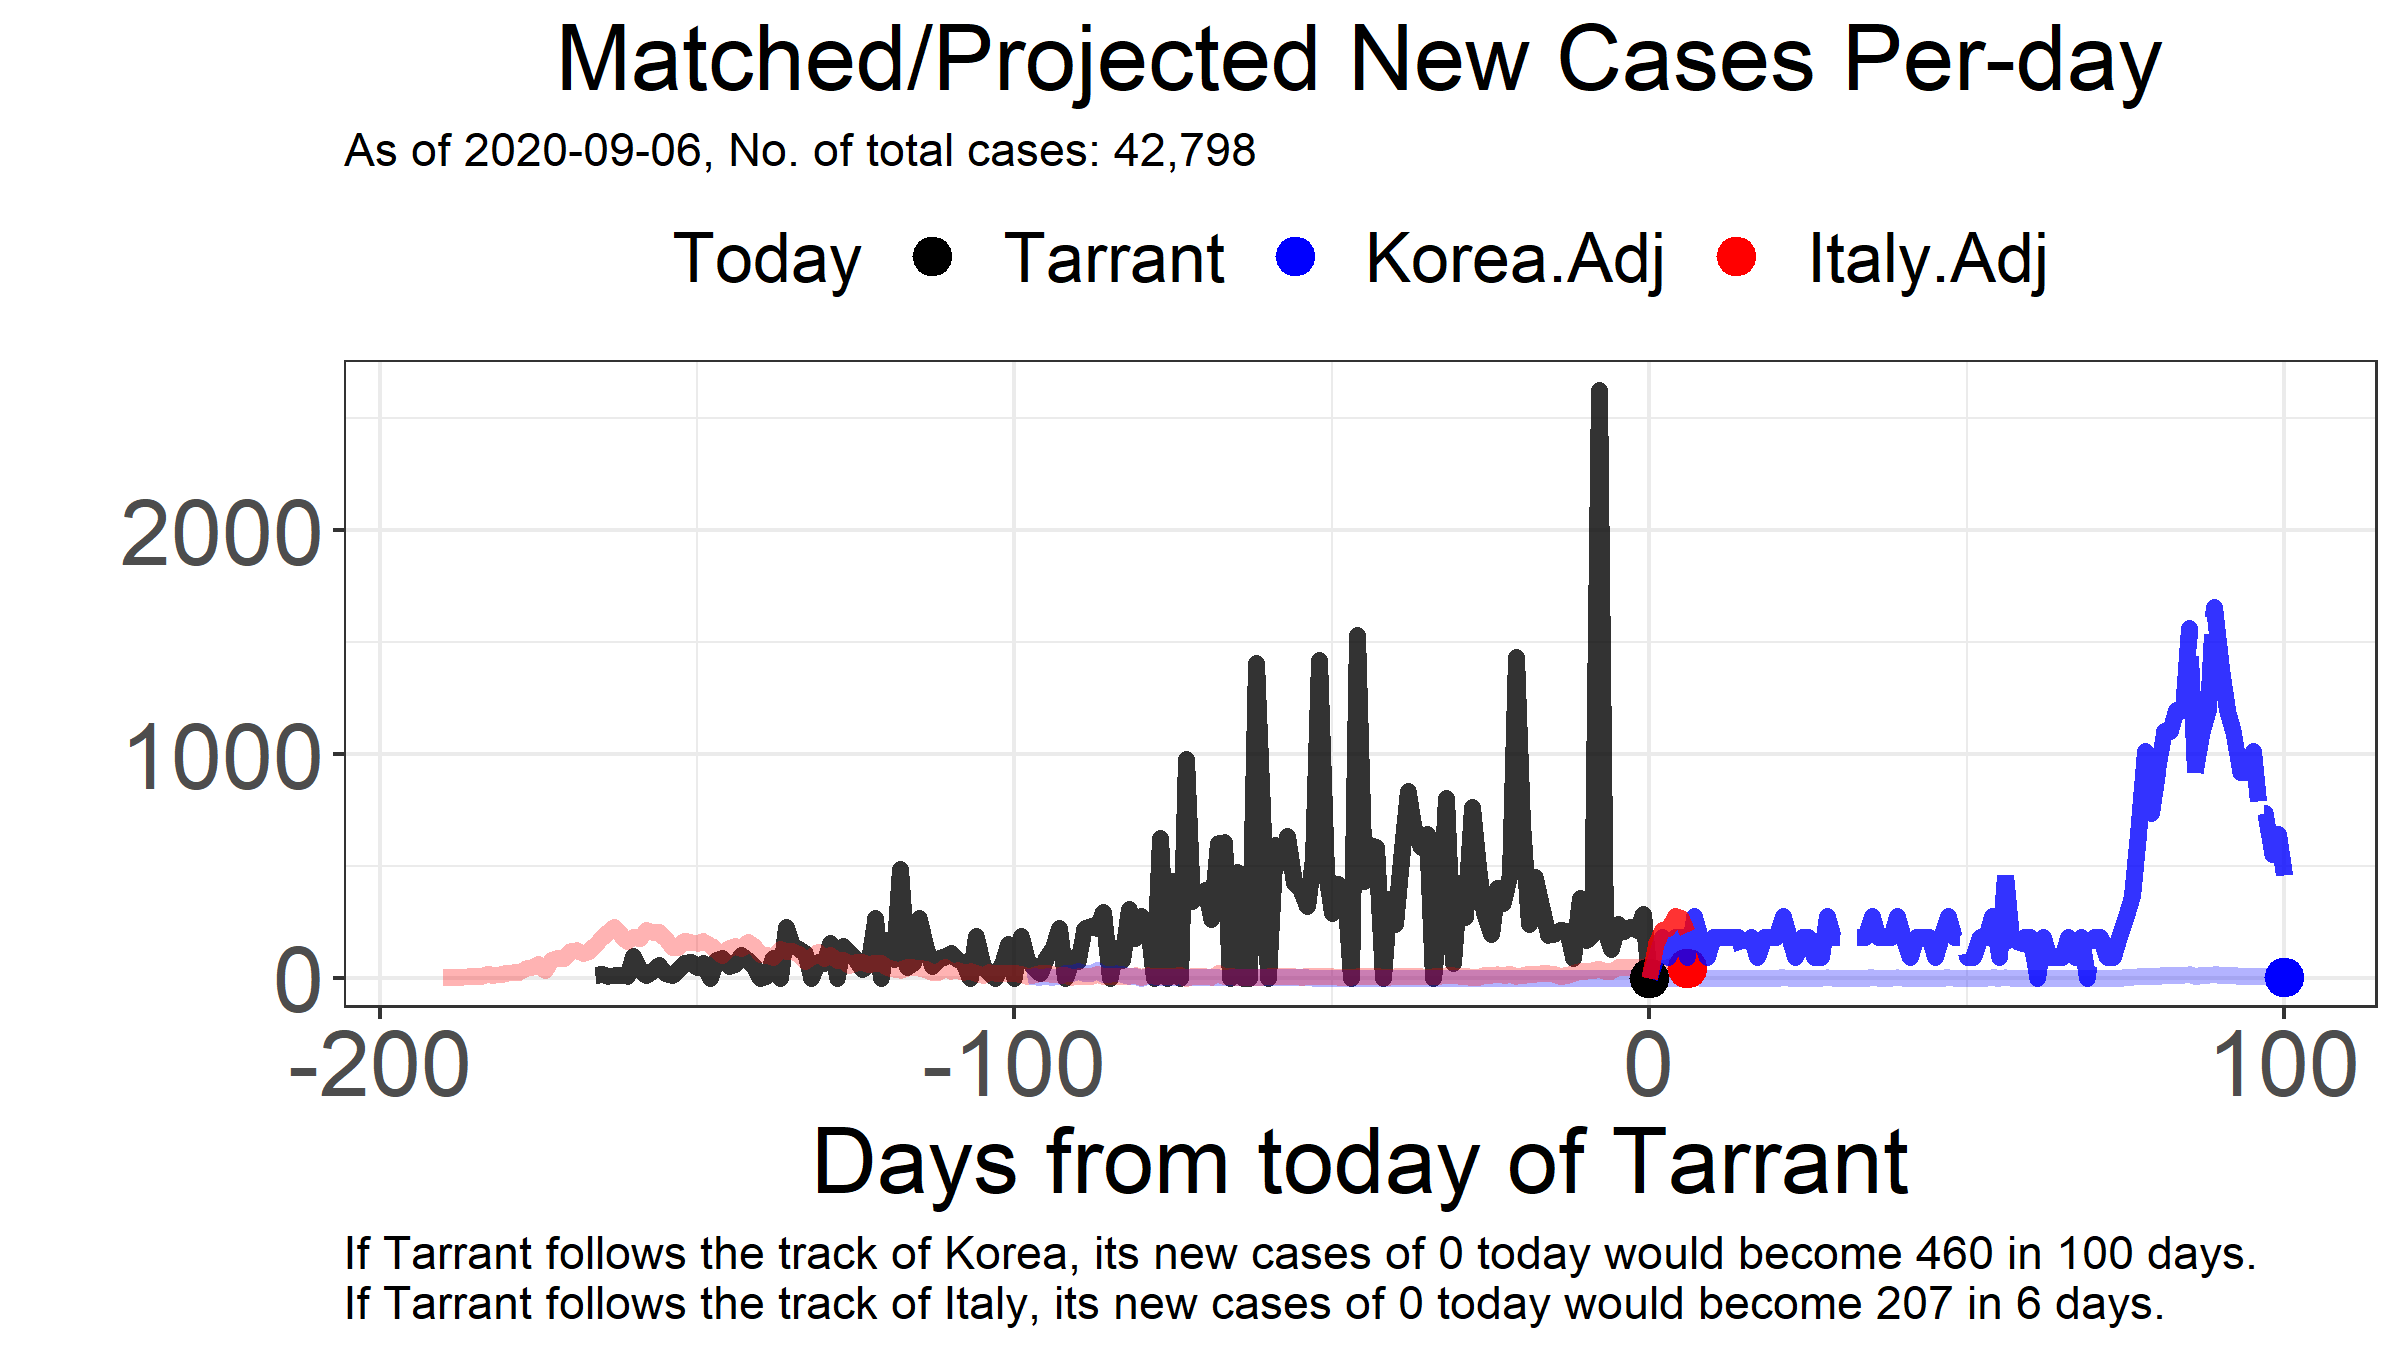 Matched/Projected New Cases Per-day
As of 2020-09-06, No. of total cases: 42,798
Today Tarrant Korea.Adj Italy.Adj
2000
1000
0
-200 -100 0 100
Days from today of Tarrant
If Tarrant follows the track of Korea, its new cases of 0 today would become 460 in 100 days.
If Tarrant follows the track of Italy, its new cases of 0 today would become 207 in 6 days.